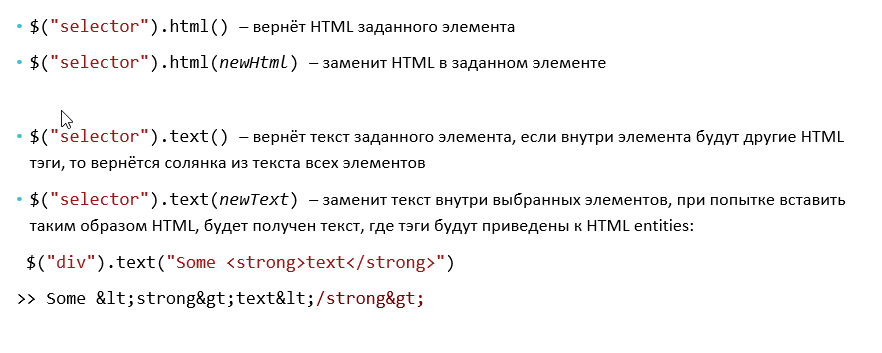 • $("selector").html() – вернёт HTML заданного элемента
• $("selector").html(newHtml) – заменит HTML в заданном элементе
• $("selector").text() – вернёт текст заданного элемента, если внутри элемента будут другие HTML
тэги, то вернётся солянка из текста всех элементов
• $("selector").text(newText) – заменит текст внутри выбранных элементов, при попытке вставить
таким образом HTML, будет получен текст, где тэги будут приведены к HTML entities:
$("div").text("Some <strong>text</strong>")
>> Some &lt;strong&gt;text&lt;/strong&gt;